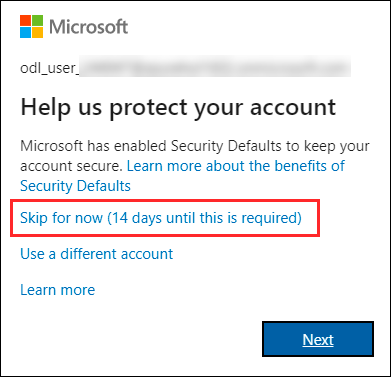 Microsoft
odl_user_
Help us protect your account
Microsoft has enabled Security Defaults to keep your
account secure. Learn more about the benefits of
Security Defaults
Skip for now (14 days until this is required)
Use a different account
Learn more
Next